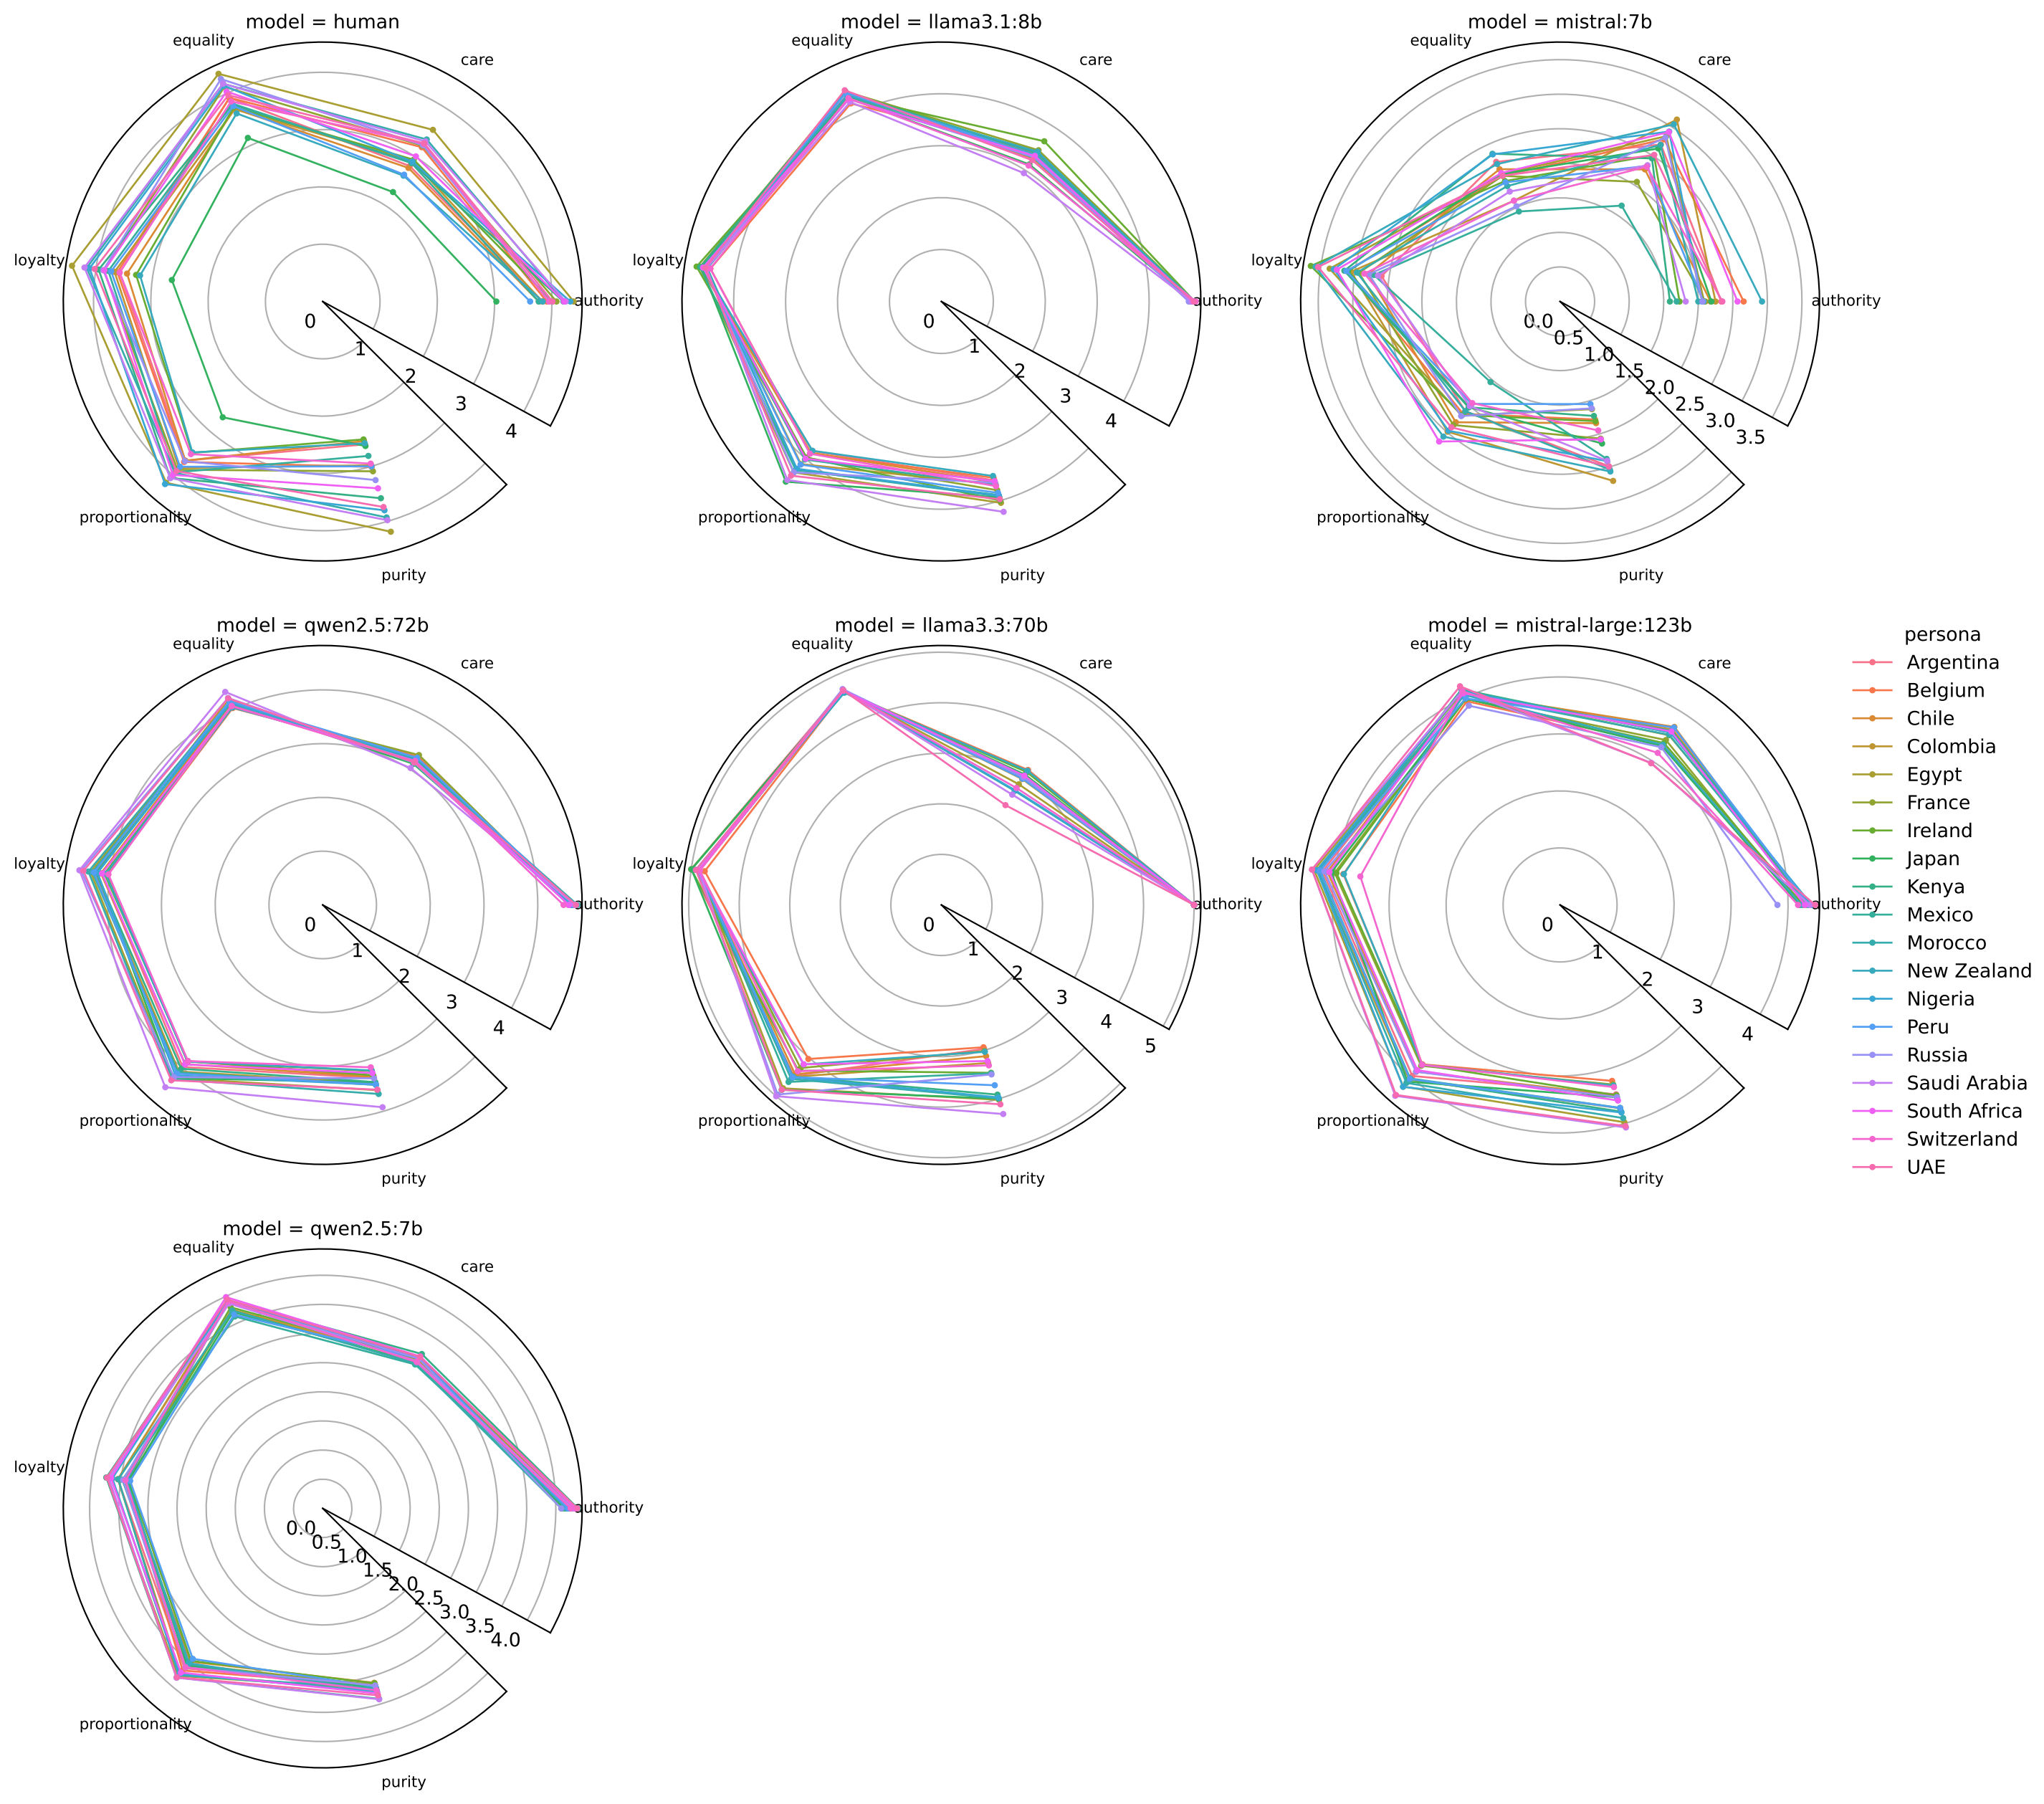 model = human
equality
care
loyalty
authority
proportionality
purity
0
1
2
3
4
model = llama3.1:8b
equality
care
loyalty
authority
proportionality
purity
0
1
2
3
4
model = mistral:7b
equality
care
loyalty
authority
proportionality
purity
0.0
0.5
1.0
1.5
2.0
2.5
3.0
3.5
model = qwen2.5:72b
equality
care
loyalty
authority
proportionality
purity
0
1
2
3
4
model = llama3.3:70b
equality
care
loyalty
authority
proportionality
purity
0
1
2
3
4
5
model = mistral-large:123b
equality
care
loyalty
authority
proportionality
purity
0
1
2
3
4
persona
Argentina
Belgium
Chile
Colombia
Egypt
France
Ireland
Japan
Kenya
Mexico
Morocco
New Zealand
Nigeria
Peru
Russia
Saudi Arabia
South Africa
Switzerland
UAE
model = qwen2.5:7b
equality
care
loyalty
authority
proportionality
purity
0.0
0.5
1.0
1.5
2.0
2.5
3.0
3.5
4.0